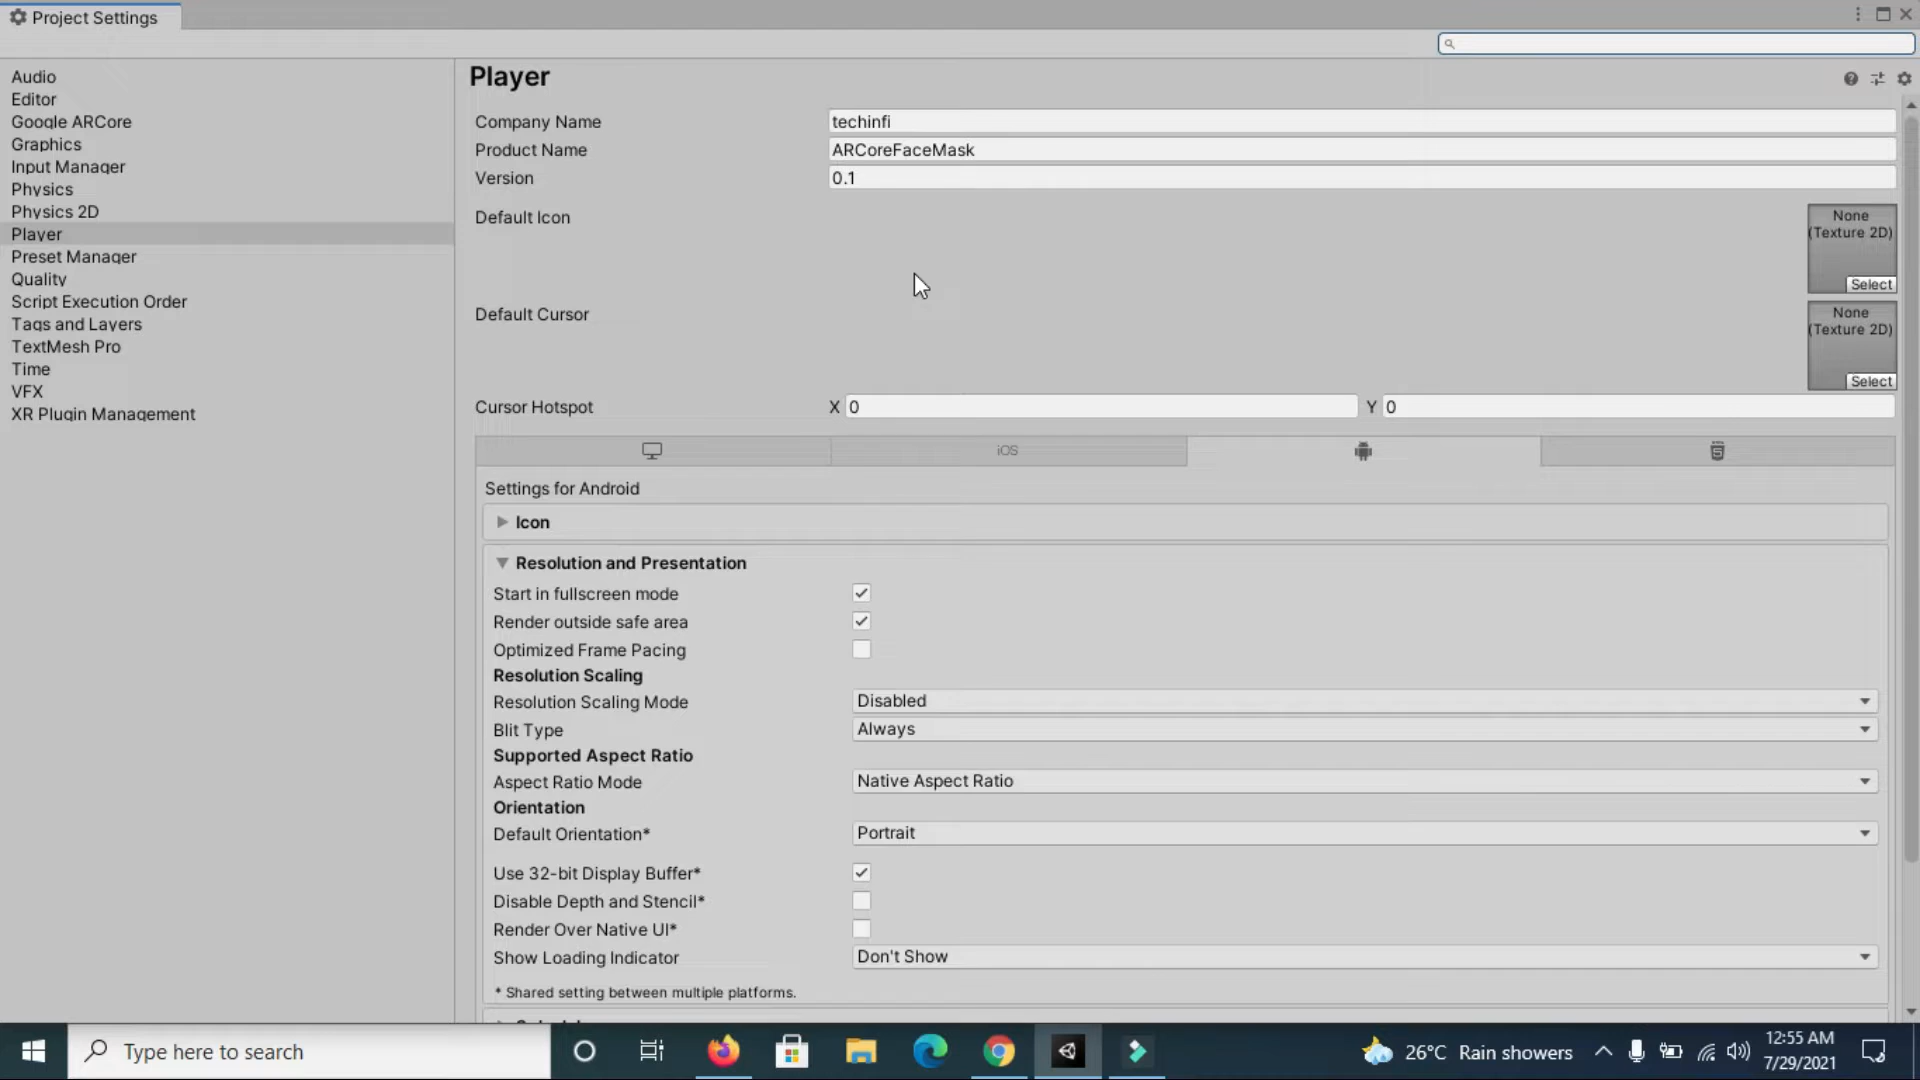 Project Settings
Audio
Editor
Google ARCore
Graphics
Input Manager
Physics
Physics 2D
Player
Preset Manager
Quality
Script Execution Order
Tags and Layers
TextMesh Pro
Time
VFX
XR Plugin Management
Player
Company Name techinfi
Product Name ARCoreFaceMask
Version 0.1
Default Icon
None
(Texture 2D)
Select
Default Cursor
None
(Texture 2D)
Select
Cursor Hotspot X 0 Y 0
iOS
Settings for Android
Icon
Resolution and Presentation
Start in fullscreen mode
Render outside safe area
Optimized Frame Pacing
Resolution Scaling
Resolution Scaling Mode Disabled
Blit Type Always
Supported Aspect Ratio
Aspect Ratio Mode Native Aspect Ratio
Orientation
Default Orientation* Portrait
Use 32-bit Display Buffer*
Disable Depth and Stencil*
Render Over Native UI*
Show Loading Indicator Don't Show
* Shared setting between multiple platforms.
Type here to search
26°C Rain showers
12:55 AM
7/29/2021